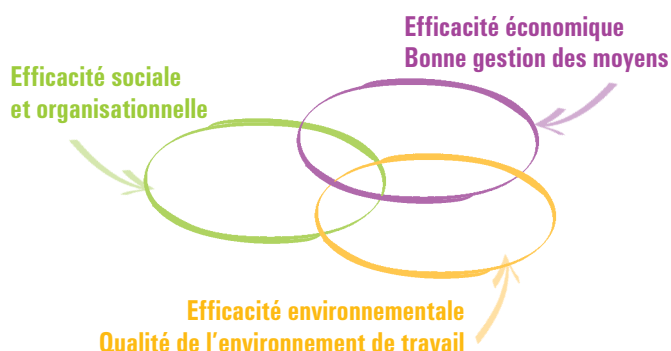 Efficacité économique
Bonne gestion des moyens
Efficacité sociale
et organisationnelle
Efficacité environnementale
Qualité de l'environnement de travail